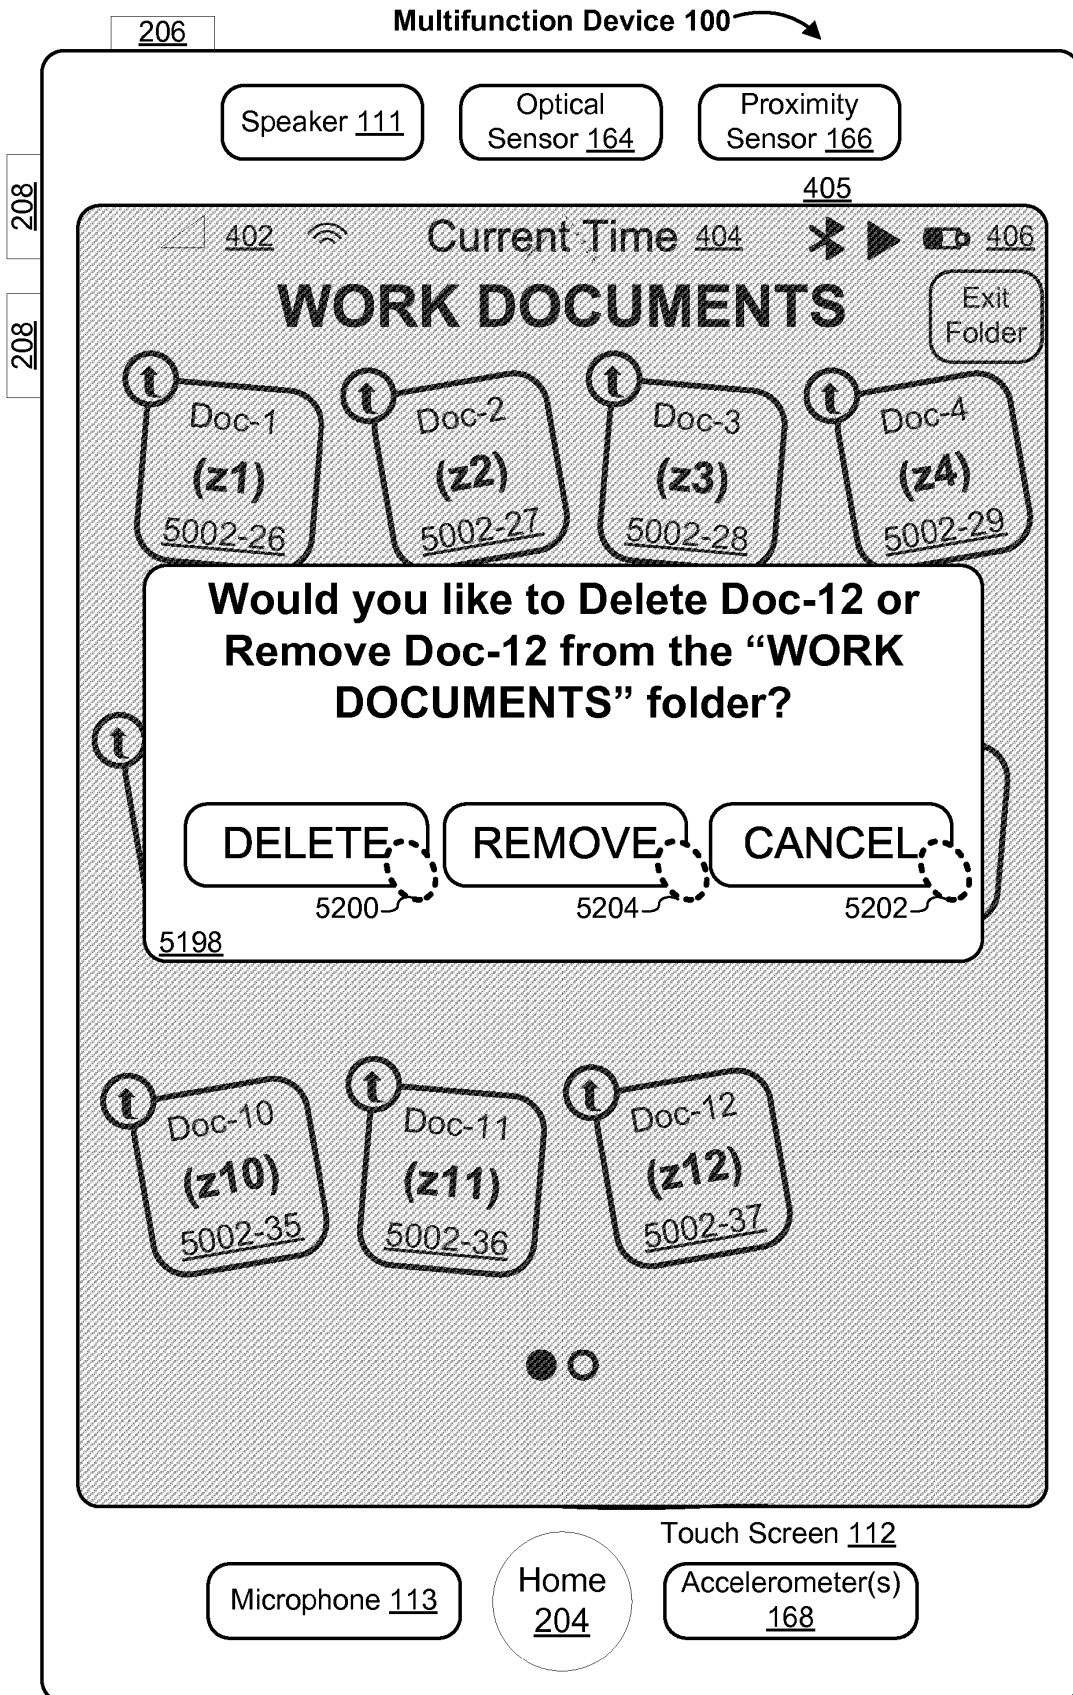 Multifunction Device 100
206
Speaker 111
Optical
Sensor 164
Proximity
Sensor 166
208
208
405
402
Current Time 404
406
WORK DOCUMENTS
Exit
Folder
Doc-1
(z1)
5002-26
Doc-2
(z2)
5002-27
Doc-3
(z3)
5002-28
Doc-4
(z4)
5002-29
Would you like to Delete Doc-12 or
Remove Doc-12 from the “WORK
DOCUMENTS” folder?
DELETE
REMOVE
CANCEL
5200
5204
5202
5198
Doc-10
(z10)
5002-35
Doc-11
(z11)
5002-36
Doc-12
(z12)
5002-37
Touch Screen 112
Microphone 113
Home
204
Accelerometer(s)
168